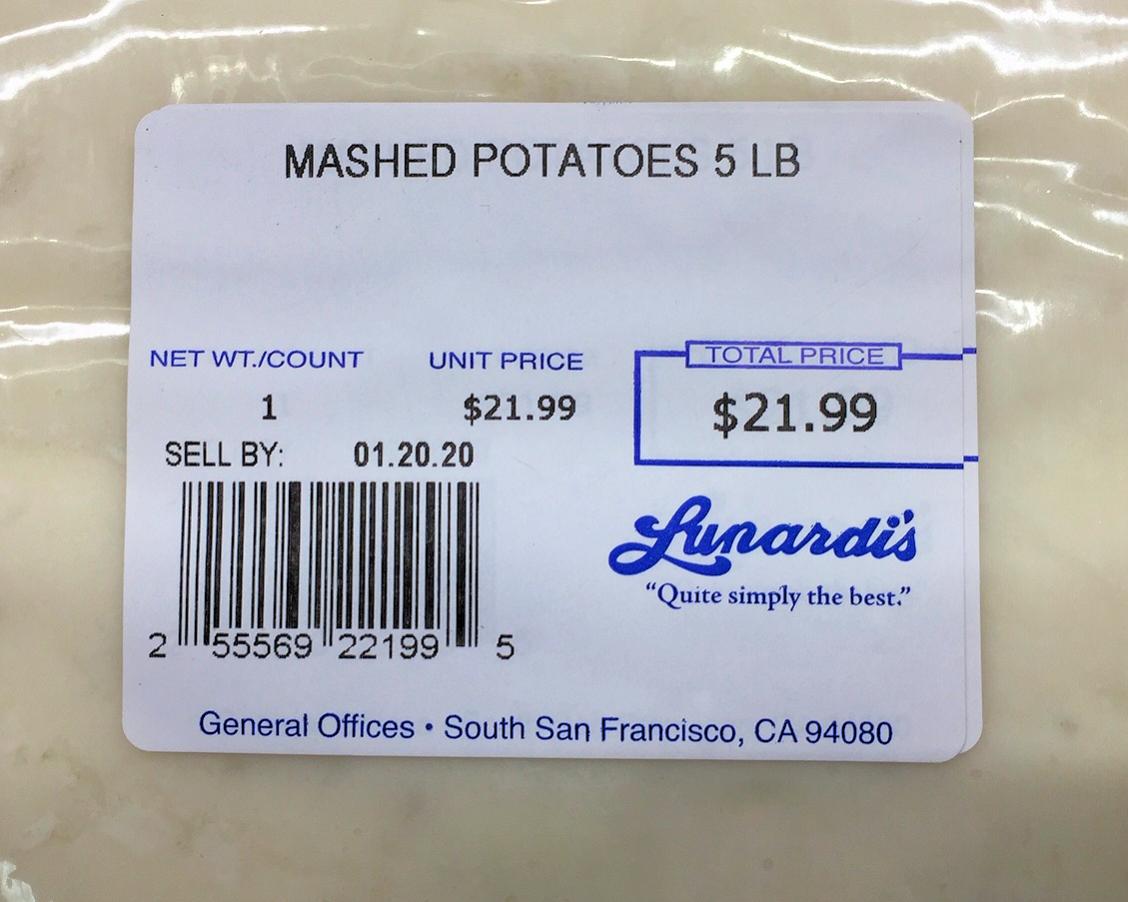 MASHED POTATOES 5 LB
NET WT./COUNT UNIT PRICE TOTAL PRICE
1 $21.99 $21.99
SELL BY: 01.20.20
Lunardi's
“Quite simply the best.”
2 55569 22199 5
General Offices • South San Francisco, CA 94080